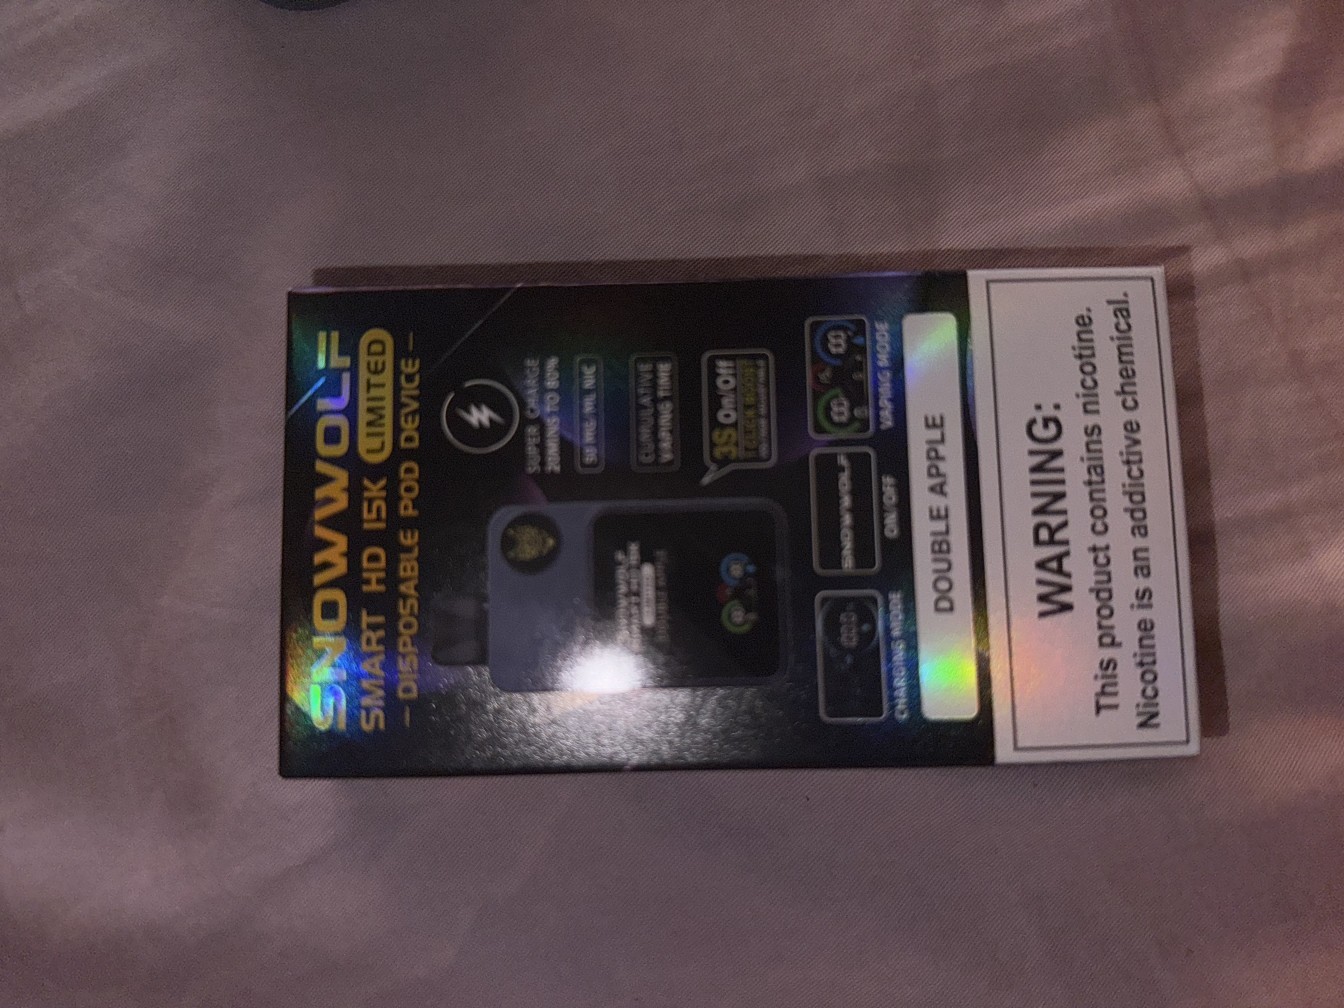 SNOWWOLF
SMART HD 15K LIMITED
– DISPOSABLE POD DEVICE –
SUPER CHARGE
20MINS TO 80%
50 MG/ML NIC
CUMULATIVE
VAPING TIME
3S On/Off
SNOWWOLF
CHARGING MODE
ON/OFF
VAPING MODE
DOUBLE APPLE
WARNING:
This product contains nicotine.
Nicotine is an addictive chemical.